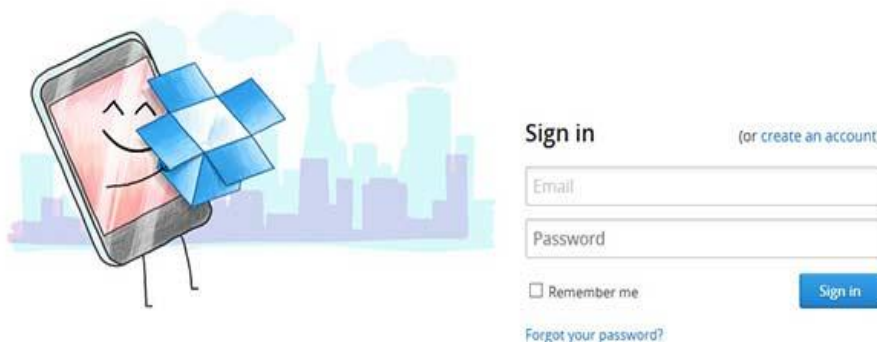 Sign in (or create an account
Email
Password
Remember me
Sign in
Forgot your password?